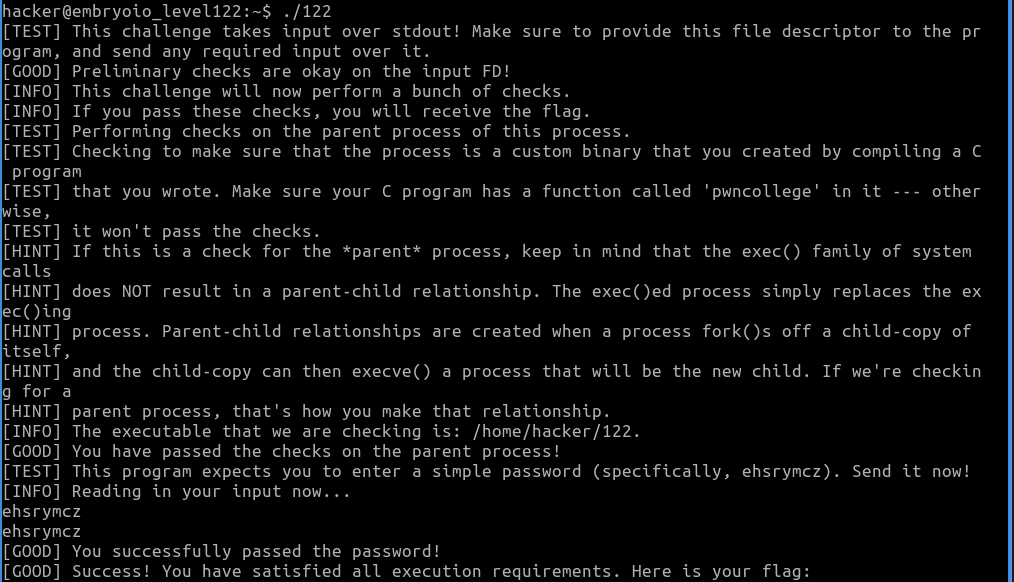 hacker@embryoio_level122:~$ ./122
[TEST] This challenge takes input over stdout! Make sure to provide this file descriptor to the pr
ogram, and send any required input over it.
[GOOD] Preliminary checks are okay on the input FD!
[INFO] This challenge will now perform a bunch of checks.
[INFO] If you pass these checks, you will receive the flag.
[TEST] Performing checks on the parent process of this process.
[TEST] Checking to make sure that the process is a custom binary that you created by compiling a C
 program
[TEST] that you wrote. Make sure your C program has a function called 'pwncollege' in it --- other
wise,
[TEST] it won't pass the checks.
[HINT] If this is a check for the *parent* process, keep in mind that the exec() family of system
calls
[HINT] does NOT result in a parent-child relationship. The exec()ed process simply replaces the ex
ec()ing
[HINT] process. Parent-child relationships are created when a process fork()s off a child-copy of
itself,
[HINT] and the child-copy can then execve() a process that will be the new child. If we're checkin
g for a
[HINT] parent process, that's how you make that relationship.
[INFO] The executable that we are checking is: /home/hacker/122.
[GOOD] You have passed the checks on the parent process!
[TEST] This program expects you to enter a simple password (specifically, ehsrymcz). Send it now!
[INFO] Reading in your input now...
ehsrymcz
ehsrymcz
[GOOD] You successfully passed the password!
[GOOD] Success! You have satisfied all execution requirements. Here is your flag: